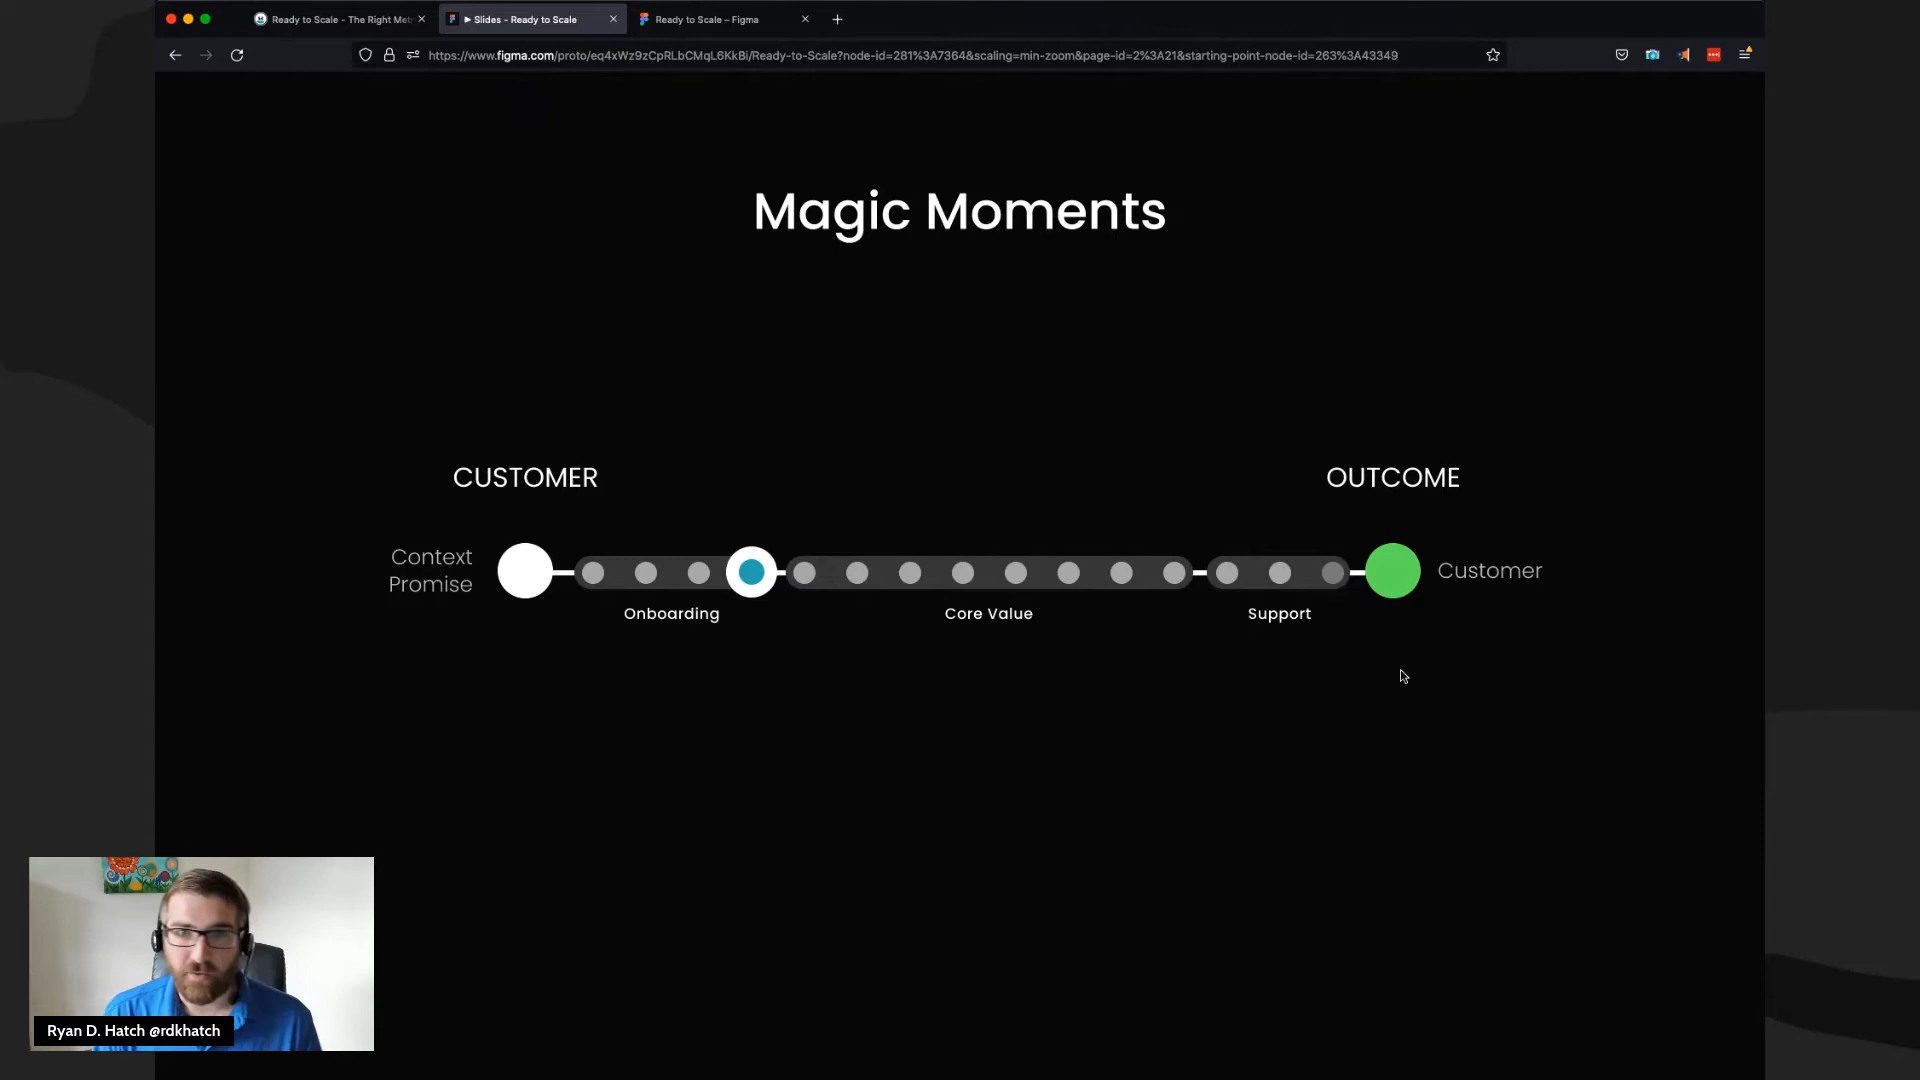 Ready to Scale - The Right Met
▶ Slides - Ready to Scale
Ready to Scale – Figma
https://www.figma.com/proto/eq4xWz9zCpRLbCMqL6KkBi/Ready-to-Scale?node-id=281%3A7364&scaling=min-zoom&page-id=2%3A21&starting-point-node-id=263%3A43349
Magic Moments
CUSTOMER
OUTCOME
Context
Promise
Customer
Onboarding
Core Value
Support
Ryan D. Hatch @rdkhatch